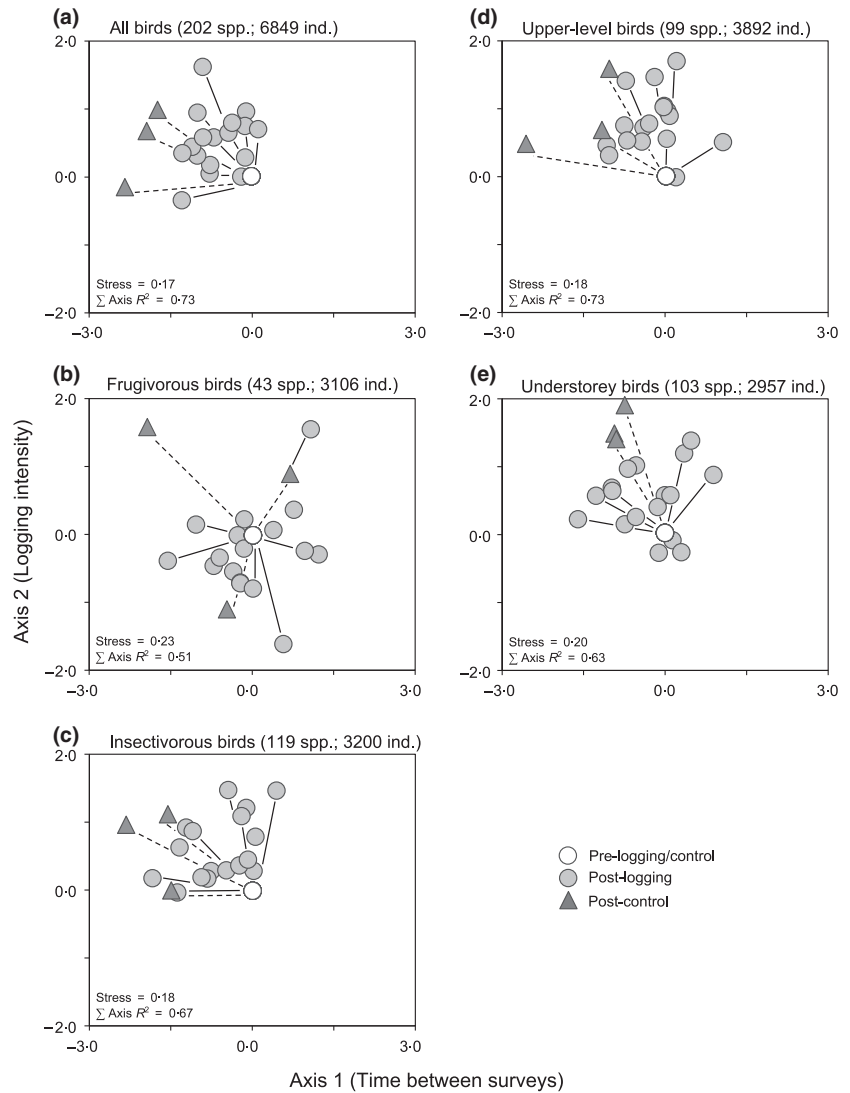 (a)
All birds (202 spp.; 6849 ind.)
2·0
0·0
−2·0
Stress = 0·17
∑ Axis R² = 0·73
−3·0 0·0 3·0
(b)
Frugivorous birds (43 spp.; 3106 ind.)
2·0
0·0
−2·0
Stress = 0·23
∑ Axis R² = 0·51
−3·0 0·0 3·0
(c)
Insectivorous birds (119 spp.; 3200 ind.)
2·0
0·0
−2·0
Stress = 0·18
∑ Axis R² = 0·67
−3·0 0·0 3·0
(d)
Upper-level birds (99 spp.; 3892 ind.)
2·0
0·0
−2·0
Stress = 0·18
∑ Axis R² = 0·73
−3·0 0·0 3·0
(e)
Understorey birds (103 spp.; 2957 ind.)
2·0
0·0
−2·0
Stress = 0·20
∑ Axis R² = 0·63
−3·0 0·0 3·0
Pre-logging/control
Post-logging
Post-control
Axis 2 (Logging intensity)
Axis 1 (Time between surveys)